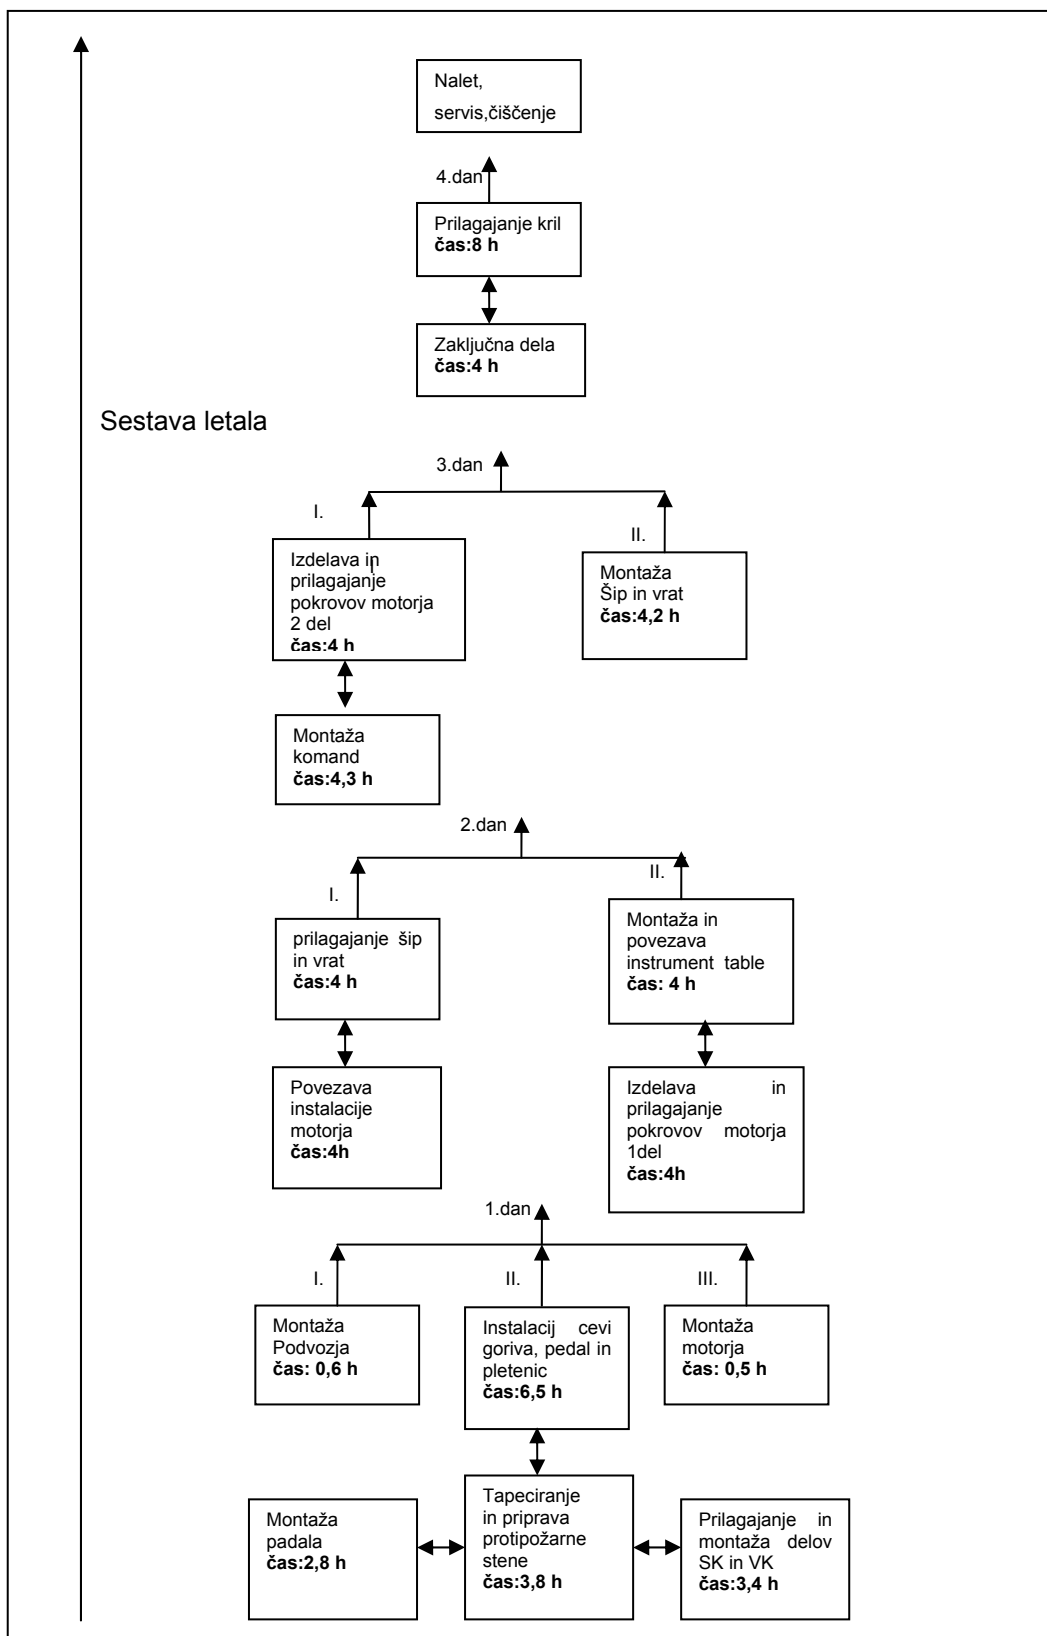 Nalet,
servis,čiščenje
4.dan
Prilagajanje kril
čas:8 h
Zaključna dela
čas:4 h
Sestava letala
3.dan
I.
II.
Izdelava in
prilagajanje
pokrovov motorja
2 del
čas:4 h
Montaža
Šip in vrat
čas:4,2 h
Montaža
komand
čas:4,3 h
2.dan
I.
II.
prilagajanje šip
in vrat
čas:4 h
Montaža in
povezava
instrument table
čas: 4 h
Povezava
instalacije
motorja
čas:4h
Izdelava in
prilagajanje
pokrovov motorja
1del
čas:4h
1.dan
I.
II.
III.
Montaža
Podvozja
čas: 0,6 h
Instalacij cevi
goriva, pedal in
pletenic
čas:6,5 h
Montaža
motorja
čas: 0,5 h
Montaža
padala
čas:2,8 h
Tapeciranje
in priprava
protipožarne
stene
čas:3,8 h
Prilagajanje in
montaža delov
SK in VK
čas:3,4 h